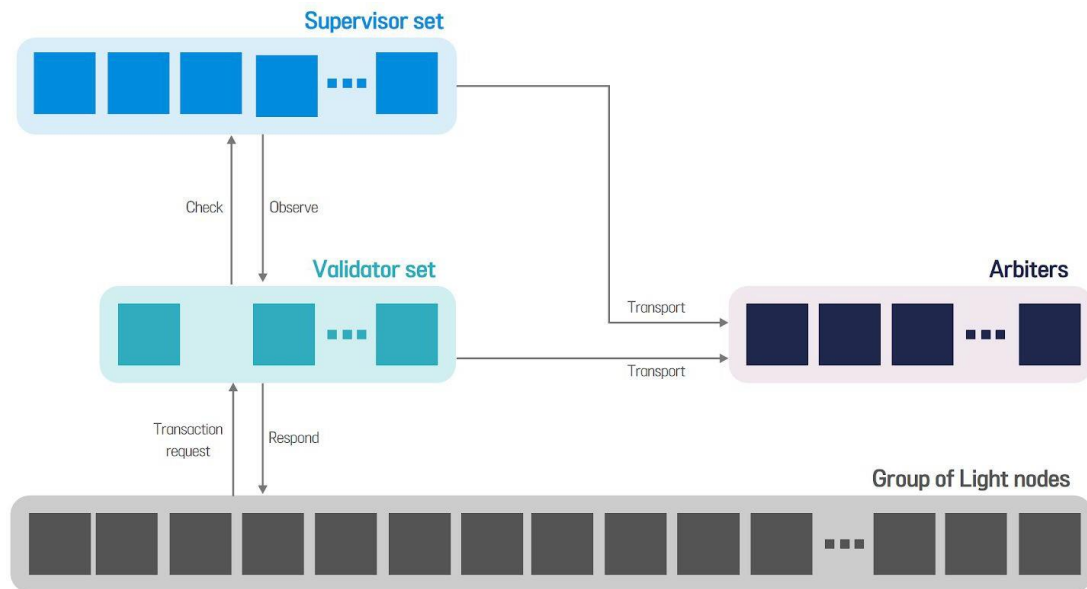 Supervisor set
Check
Observe
Validator set
Arbiters
Transport
Transport
Transaction
request
Respond
Group of Light nodes